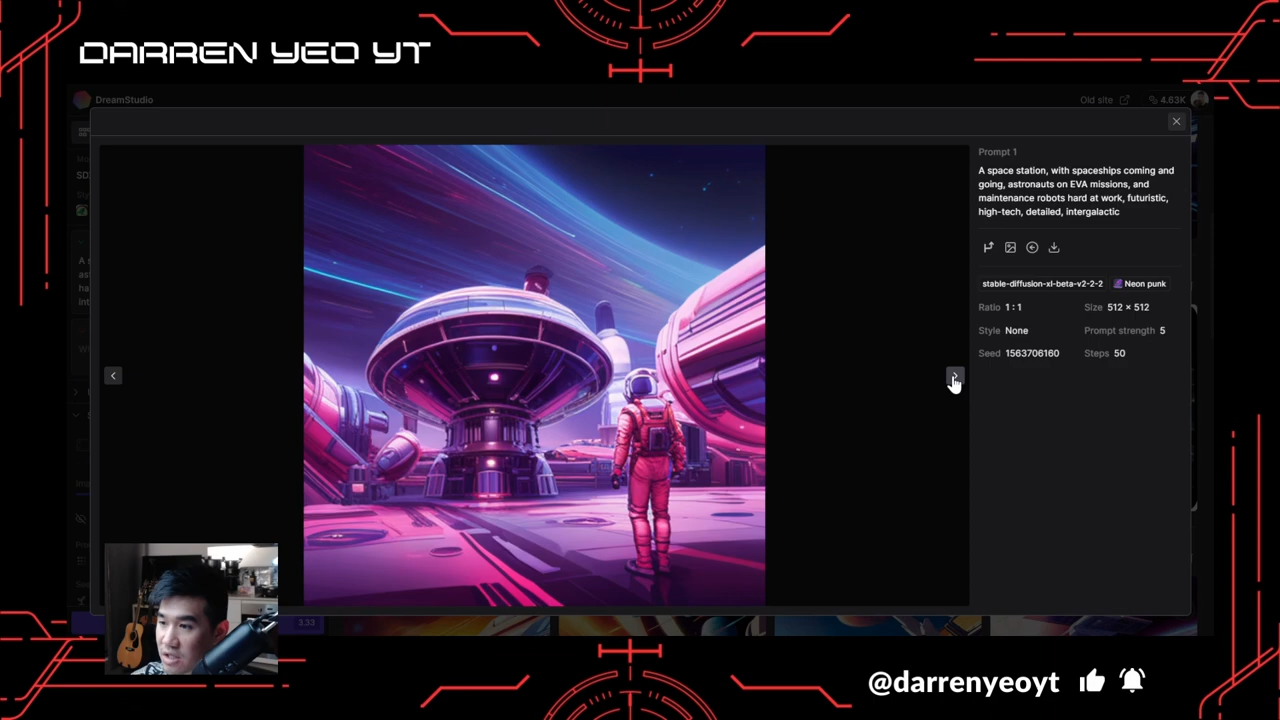 DARREN YEO YT
DreamStudio
Old site
4.63K
Prompt 1
A space station, with spaceships coming and
going, astronauts on EVA missions, and
maintenance robots hard at work, futuristic,
high-tech, detailed, intergalactic
stable-diffusion-xl-beta-v2-2-2
Neon punk
Ratio 1 : 1
Size 512 × 512
Style None
Prompt strength 5
Seed 1563706160
Steps 50
3.33
@darrenyeoyt